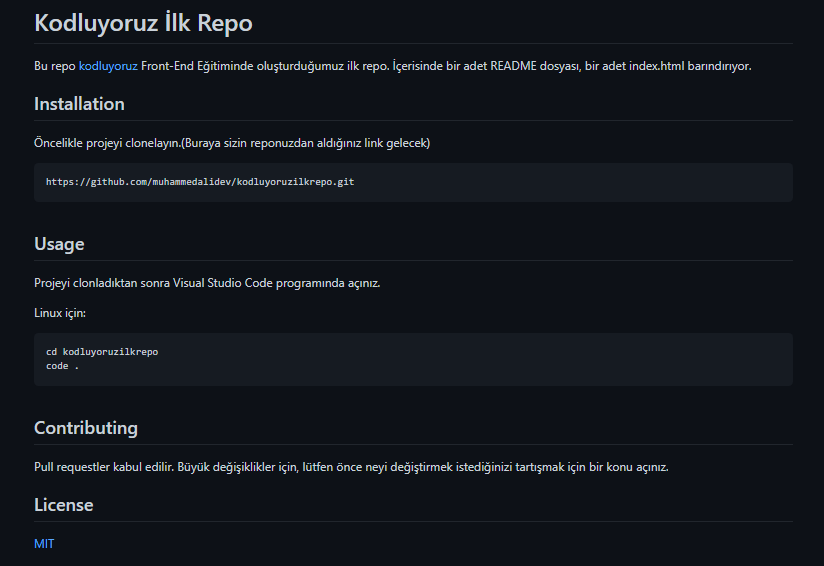 Kodluyoruz İlk Repo
Bu repo kodluyoruz Front-End Eğitiminde oluşturduğumuz ilk repo. İçerisinde bir adet README dosyası, bir adet index.html barındırıyor.
Installation
Öncelikle projeyi clonelayın.(Buraya sizin reponuzdan aldığınız link gelecek)
https://github.com/muhammedalidev/kodluyoruzilkrepo.git
Usage
Projeyi clonladıktan sonra Visual Studio Code programında açınız.
Linux için:
cd kodluyoruzilkrepo
code .
Contributing
Pull requestler kabul edilir. Büyük değişiklikler için, lütfen önce neyi değiştirmek istediğinizi tartışmak için bir konu açınız.
License
MIT